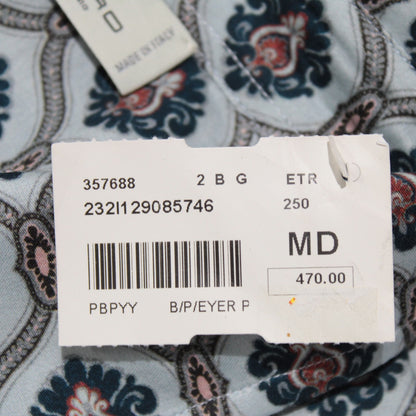 MADE IN ITALY
357688 2 B G ETR
232I129085746 250
MD
470.00
PBPYY B/P/EYER P